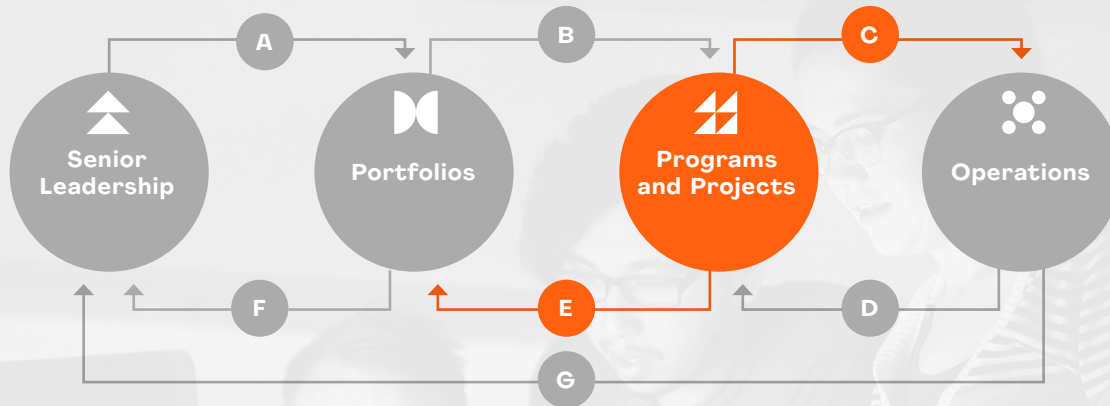 A
B
C
Senior
Leadership
Portfolios
Programs
and Projects
Operations
F
E
D
G